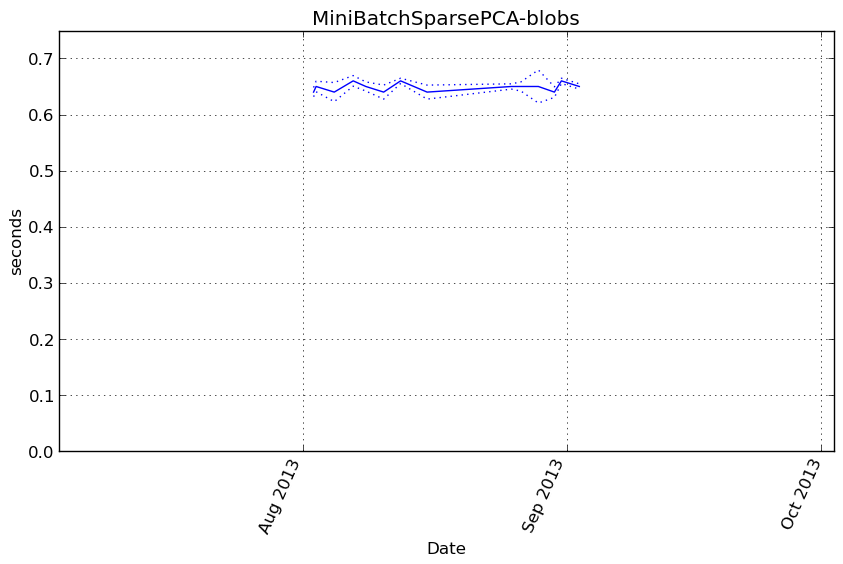 MiniBatchSparsePCA-blobs
0.7
0.6
0.5
0.4
0.3
0.2
0.1
0.0
seconds
Aug 2013
Sep 2013
Oct 2013
Date